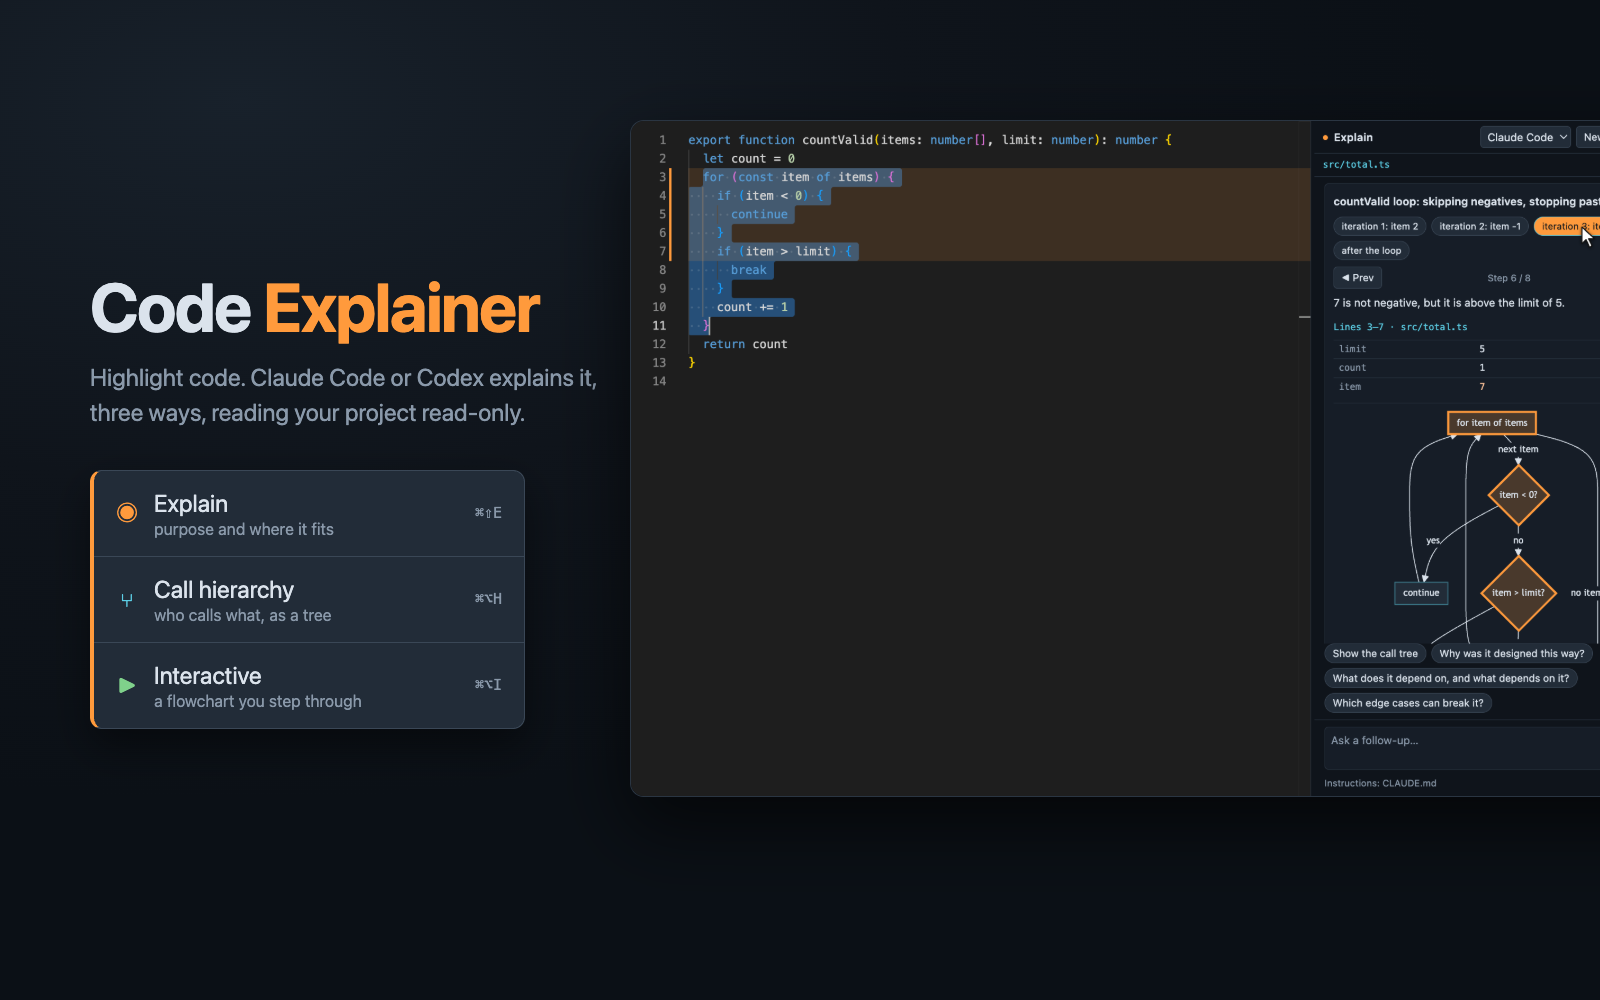 Code Explainer
Highlight code. Claude Code or Codex explains it,
three ways, reading your project read-only.
Explain
purpose and where it fits
⌘⇧E
Call hierarchy
who calls what, as a tree
⌘⌥H
Interactive
a flowchart you step through
⌘⌥I
1 export function countValid(items: number[], limit: number): number {
2 let count = 0
3 for (const item of items) {
4 if (item < 0) {
5 continue
6 }
7 if (item > limit) {
8 break
9 }
10 count += 1
11 }
12 return count
13 }
14
Explain
Claude Code
src/total.ts
countValid loop: skipping negatives, stopping
iteration 1: item 2
iteration 2: item -1
iteration 3:
after the loop
◀ Prev
Step 6 / 8
7 is not negative, but it is above the limit of 5.
Lines 3–7 · src/total.ts
limit 5
count 1
item 7
for item of items
next item
item < 0?
yes
no
continue
item > limit?
no
Show the call tree
Why was it designed this way?
What does it depend on, and what depends on it?
Which edge cases can break it?
Ask a follow-up...
Instructions: CLAUDE.md